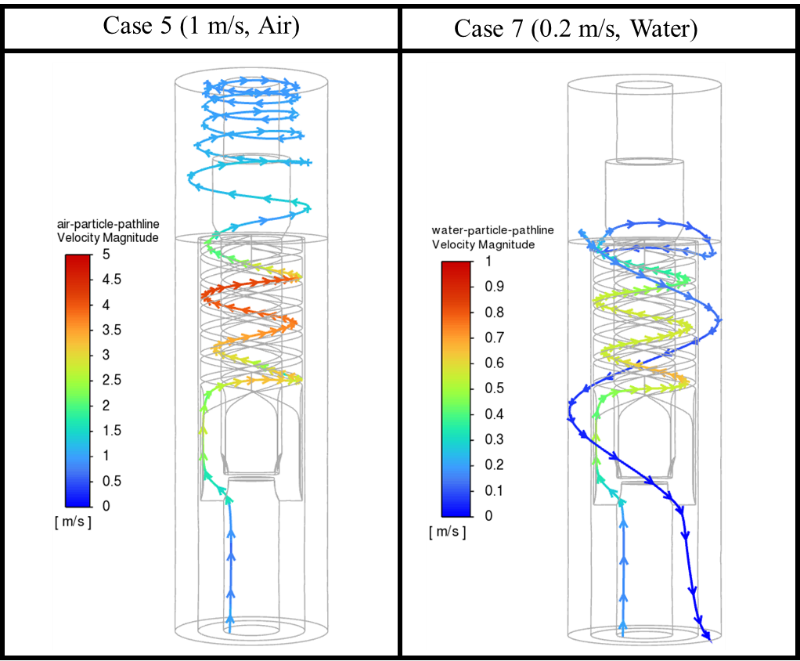 Case 5 (1 m/s, Air)
Case 7 (0.2 m/s, Water)
air-particle-pathline
Velocity Magnitude
5
4.5
4
3.5
3
2.5
2
1.5
1
0.5
0
[ m/s ]
water-particle-pathline
Velocity Magnitude
1
0.9
0.8
0.7
0.6
0.5
0.4
0.3
0.2
0.1
0
[ m/s ]